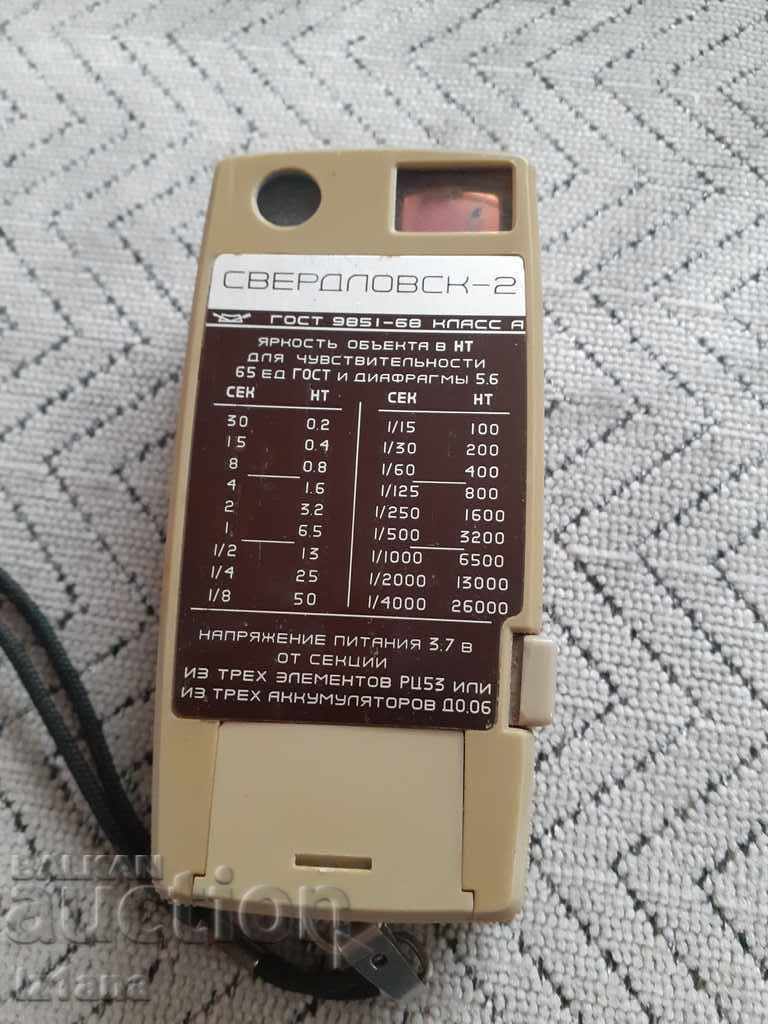 СВЕРДЛОВСК-2
ГОСТ 9851-68 КЛАСС А
ЯРКОСТЬ ОБЪЕКТА В НТ
ДЛЯ ЧУВСТВИТЕЛЬНОСТИ
65 ЕД ГОСТ И ДИАФРАГМЫ 5.6
СЕК НТ СЕК НТ
30 0.2 1/15 100
15 0.4 1/30 200
8 0.8 1/60 400
4 1.6 1/125 800
2 3.2 1/250 1600
1 6.5 1/500 3200
1/2 13 1/1000 6500
1/4 25 1/2000 13000
1/8 50 1/4000 26000
НАПРЯЖЕНИЕ ПИТАНИЯ 3.7 В
ОТ СЕКЦИИ
ИЗ ТРЕХ ЭЛЕМЕНТОВ РЦ53 ИЛИ
ИЗ ТРЕХ АККУМУЛЯТОРОВ Д0,06
BALKAN
auction
iz1ana